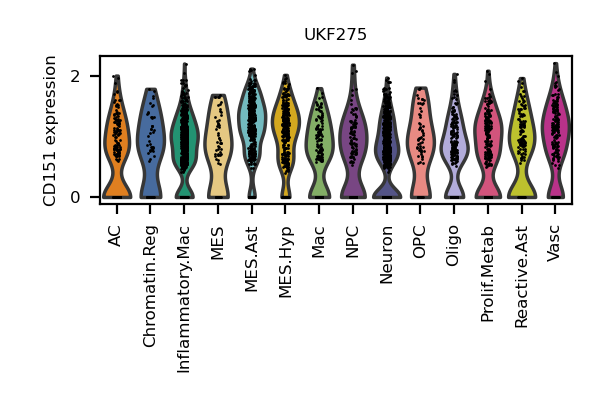 UKF275
CD151 expression
2
0
AC
Chromatin.Reg
Inflammatory.Mac
MES
MES.Ast
MES.Hyp
Mac
NPC
Neuron
OPC
Oligo
Prolif.Metab
Reactive.Ast
Vasc